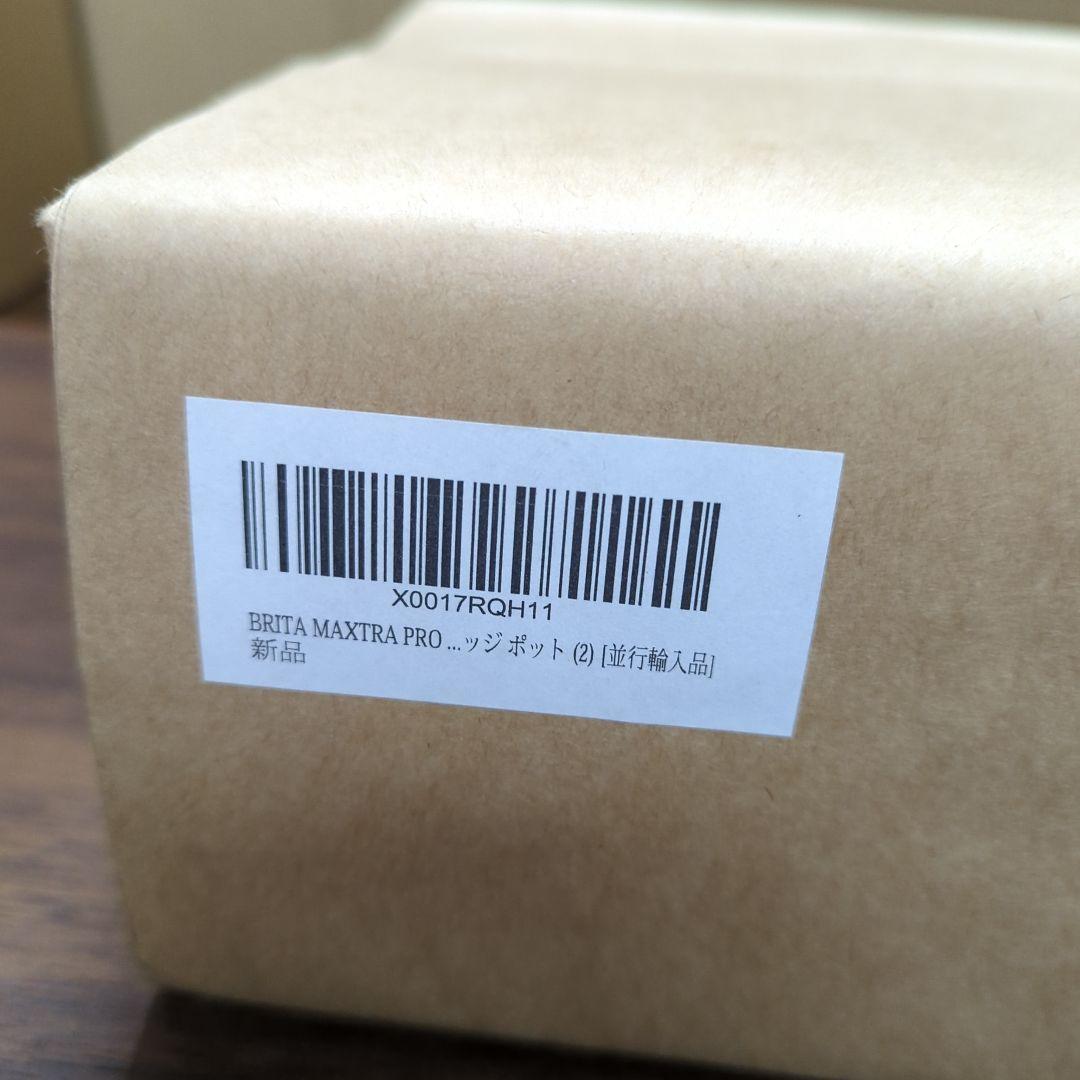 X0017RQH11
BRITA MAXTRA PRO ...ッジ ポット (2) [並行輸入品]
新品